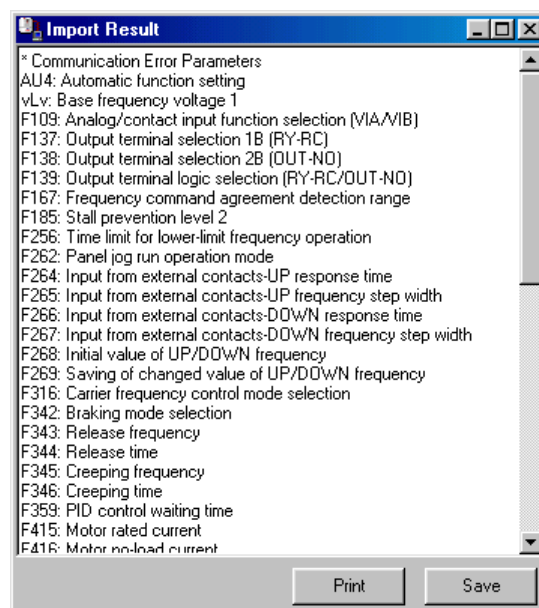 Import Result
* Communication Error Parameters
AU4: Automatic function setting
vLv: Base frequency voltage 1
F109: Analog/contact input function selection (VIA/VIB)
F137: Output terminal selection 1B (RY-RC)
F138: Output terminal selection 2B (OUT-NO)
F139: Output terminal logic selection (RY-RC/OUT-NO)
F167: Frequency command agreement detection range
F185: Stall prevention level 2
F256: Time limit for lower-limit frequency operation
F262: Panel jog run operation mode
F264: Input from external contacts-UP response time
F265: Input from external contacts-UP frequency step width
F266: Input from external contacts-DOWN response time
F267: Input from external contacts-DOWN frequency step width
F268: Initial value of UP/DOWN frequency
F269: Saving of changed value of UP/DOWN frequency
F316: Carrier frequency control mode selection
F342: Braking mode selection
F343: Release frequency
F344: Release time
F345: Creeping frequency
F346: Creeping time
F359: PID control waiting time
F415: Motor rated current
F416: Motor no-load current
Print
Save